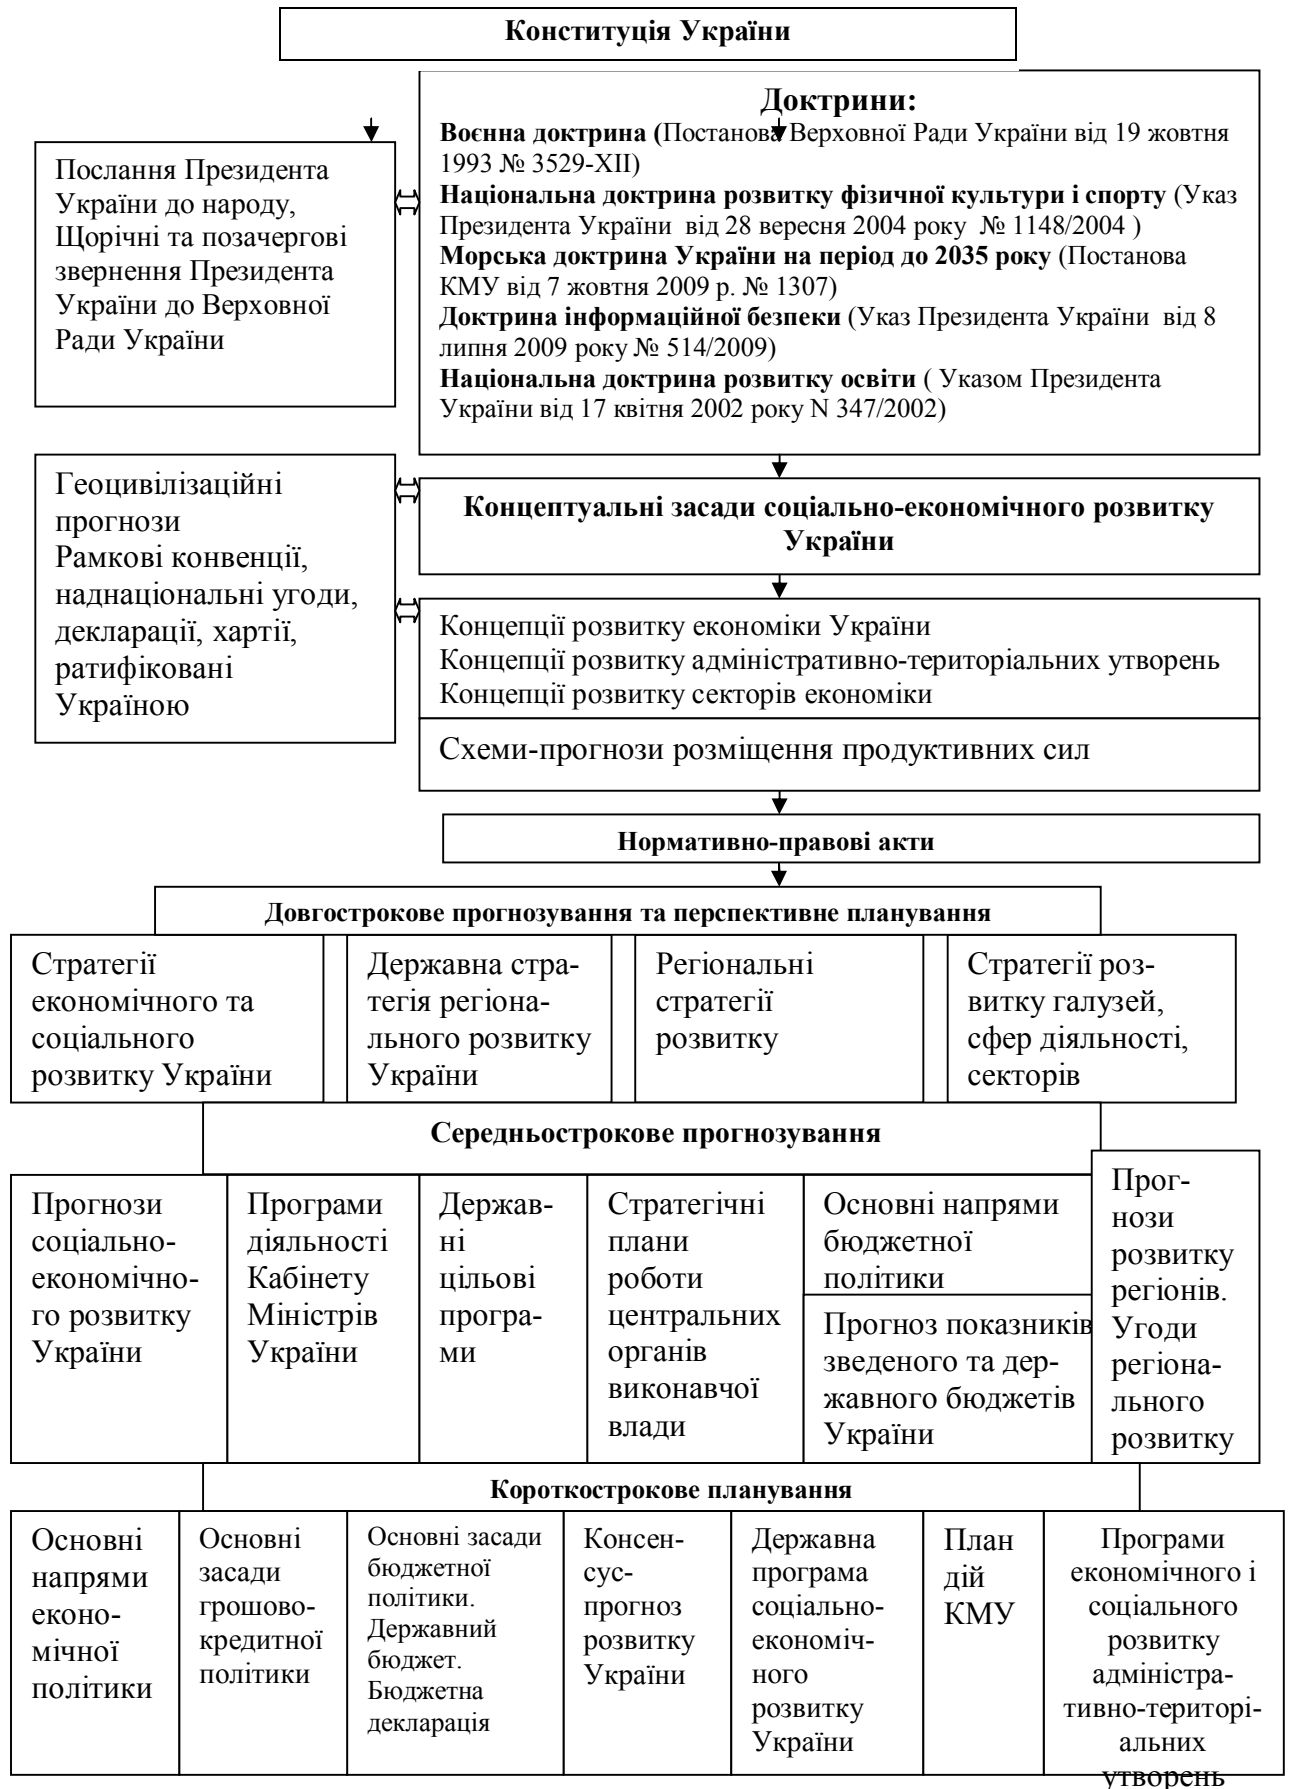 Конституція України
Доктрини:
Воєнна доктрина (Постанова Верховної Ради України від 19 жовтня
1993 № 3529-XII)
Національна доктрина розвитку фізичної культури і спорту (Указ
Президента України від 28 вересня 2004 року № 1148/2004 )
Морська доктрина України на період до 2035 року (Постанова
КМУ від 7 жовтня 2009 р. № 1307)
Доктрина інформаційної безпеки (Указ Президента України від 8
липня 2009 року № 514/2009)
Національна доктрина розвитку освіти ( Указом Президента
України від 17 квітня 2002 року N 347/2002)
Послання Президента
України до народу,
Щорічні та позачергові
звернення Президента
України до Верховної
Ради України
Геоцивілізаційні
прогнози
Рамкові конвенції,
наднаціональні угоди,
декларації, хартії,
ратифіковані
Україною
Концептуальні засади соціально-економічного розвитку
України
Концепції розвитку економіки України
Концепції розвитку адміністративно-територіальних утворень
Концепції розвитку секторів економіки
Схеми-прогнози розміщення продуктивних сил
Нормативно-правові акти
Довгострокове прогнозування та перспективне планування
Стратегії
економічного та
соціального
розвитку України
Державна стра-
тегія регіона-
льного розвитку
України
Регіональні
стратегії
розвитку
Стратегії роз-
витку галузей,
сфер діяльності,
секторів
Середньострокове прогнозування
Прогнози
соціально-
економічно-
го розвитку
України
Програми
діяльності
Кабінету
Міністрів
України
Держав-
ні
цільові
програ-
ми
Стратегічні
плани
роботи
центральних
органів
виконавчої
влади
Основні напрями
бюджетної
політики
Прогноз показників
зведеного та дер-
жавного бюджетів
України
Прог-
нози
розвитку
регіонів.
Угоди
регіона-
льного
розвитку
Короткострокове планування
Основні
напрями
еконо-
мічної
політики
Основні
засади
грошово-
кредитної
політики
Основні засади
бюджетної
політики.
Державний
бюджет.
Бюджетна
декларація
Консен-
сус-
прогноз
розвитку
України
Державна
програма
соціально-
економіч-
ного
розвитку
України
План
дій
КМУ
Програми
економічного і
соціального
розвитку
адміністра-
тивно-територі-
альних
утворень